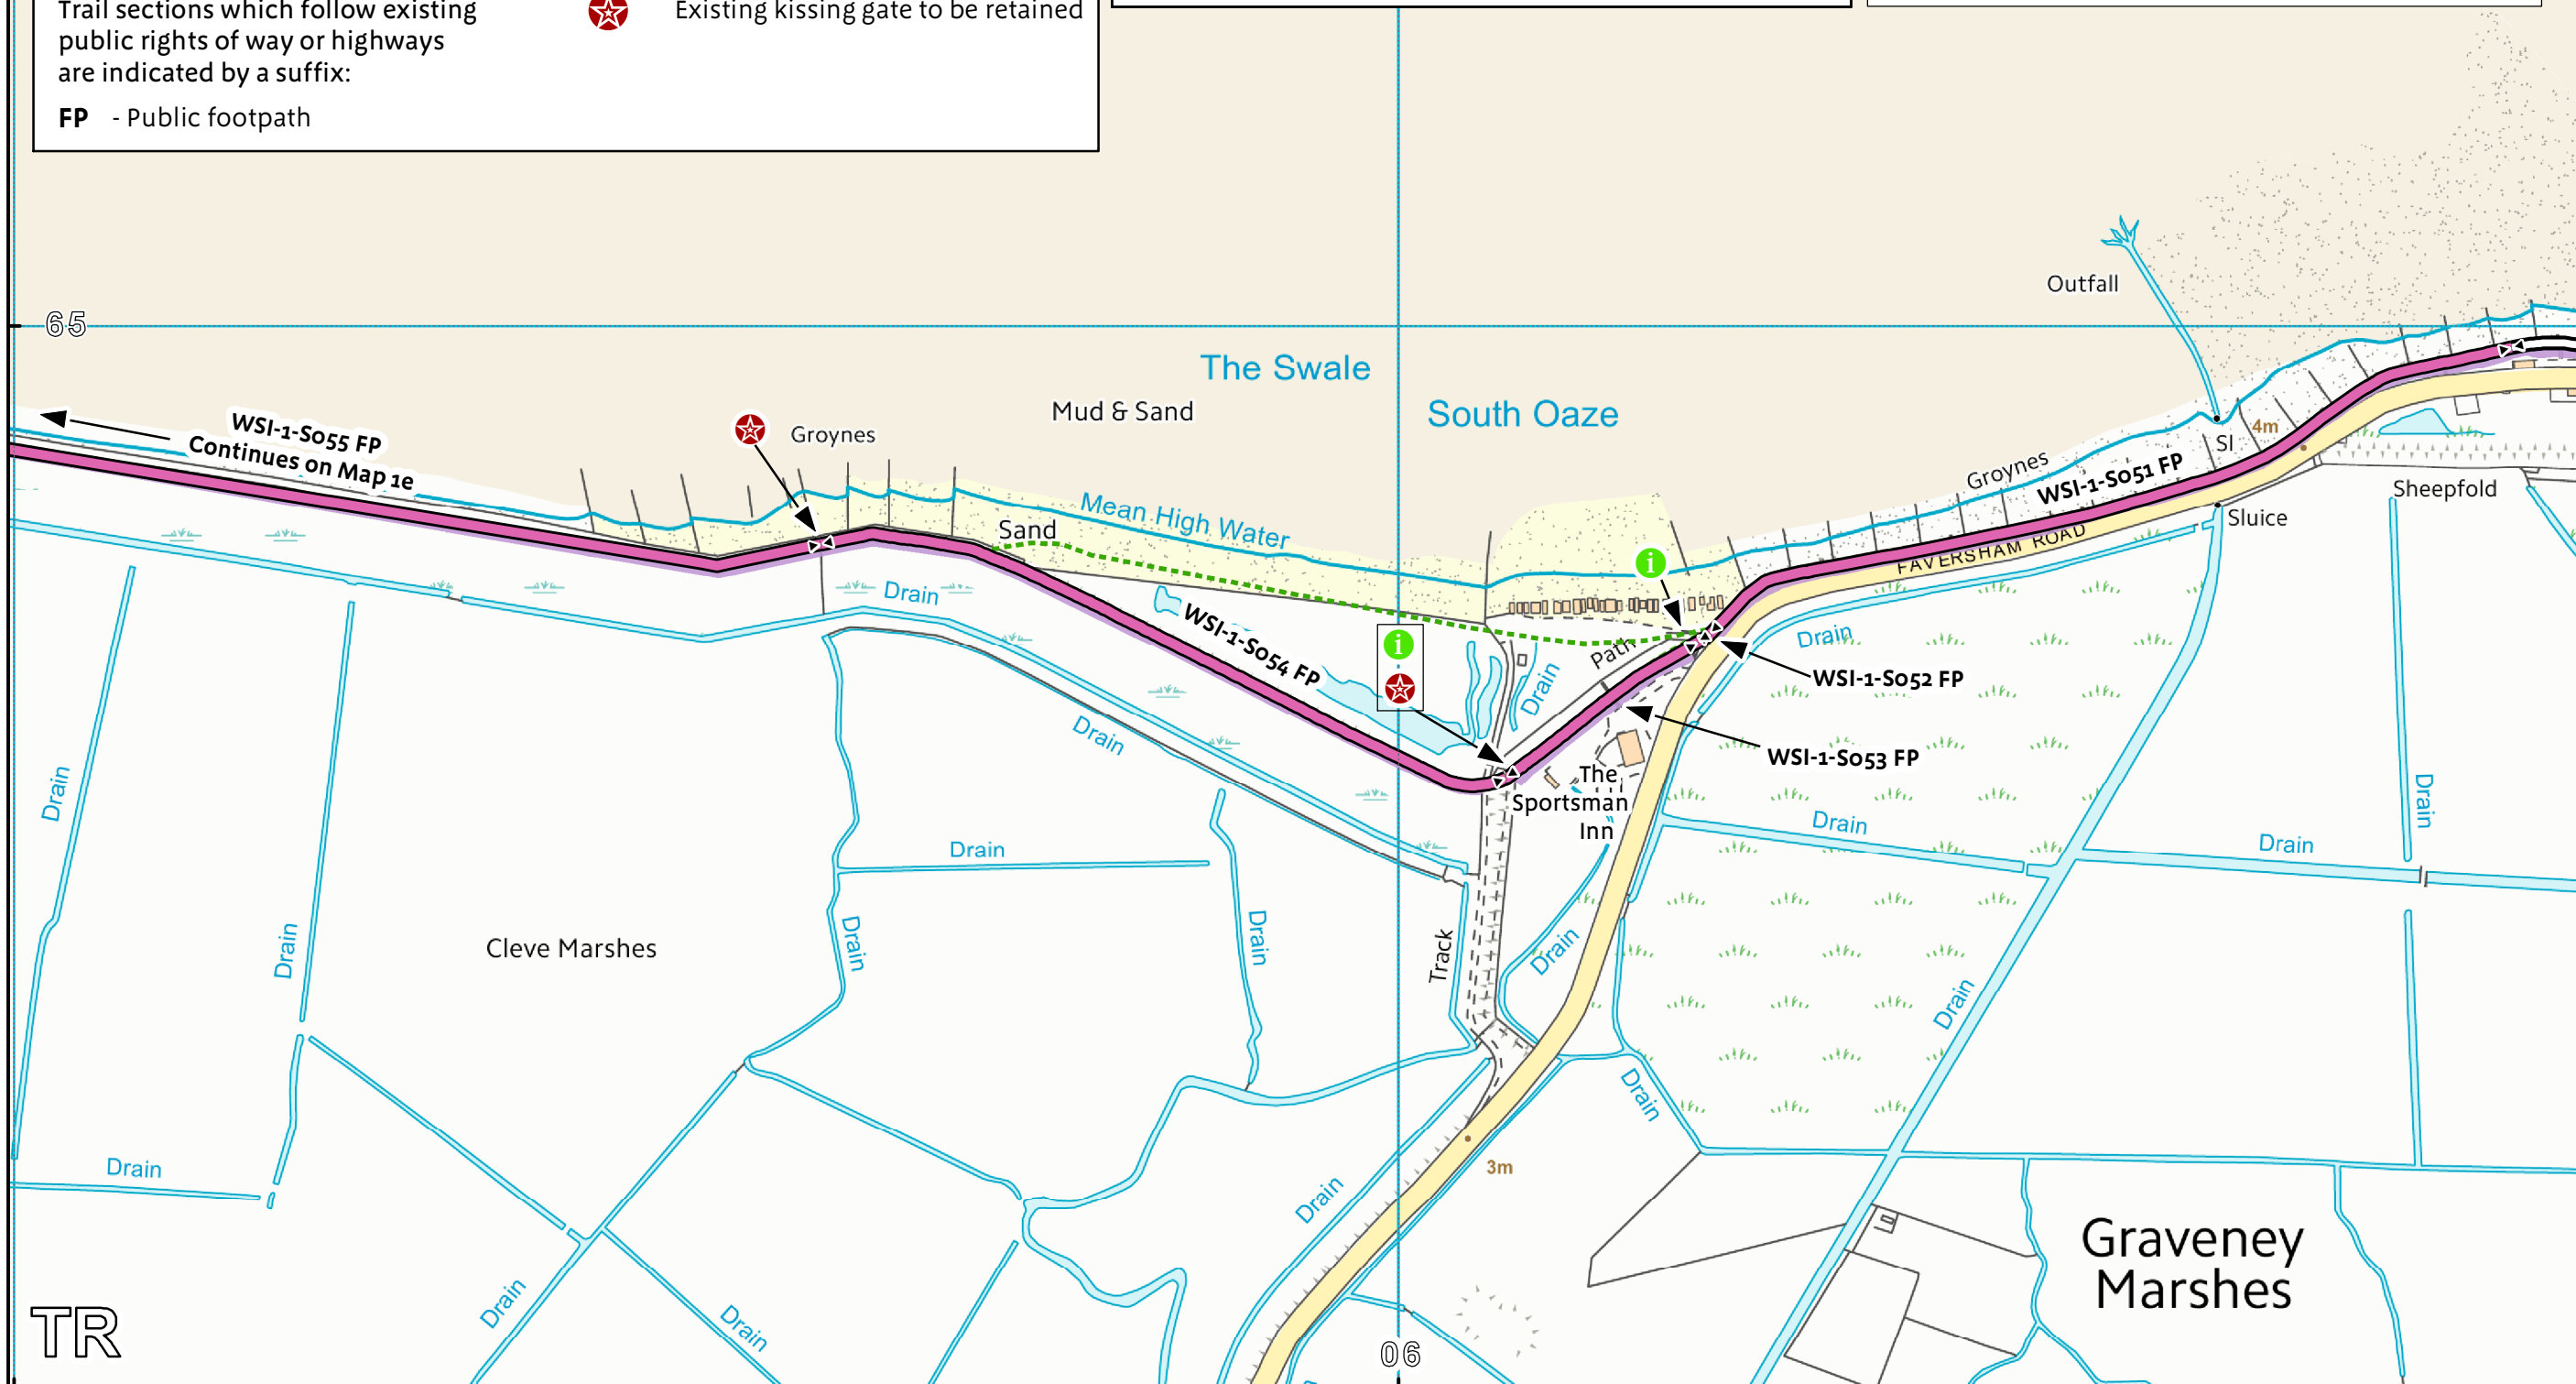 Trail sections which follow existing
public rights of way or highways
are indicated by a suffix:
FP - Public footpath
Existing kissing gate to be retained
65
The Swale
South Oaze
Mud & Sand
Outfall
WSI-1-S055 FP
Continues on Map 1e
Groynes
Sand
Mean High Water
i
Groynes
WSI-1-S051 FP
Sl
4m
Sheepfold
Sluice
FAVERSHAM ROAD
Drain
WSI-1-S054 FP
i
Path
Drain
Drain
WSI-1-S052 FP
WSI-1-S053 FP
Drain
The
Sportsman
Inn
Drain
Drain
Drain
Drain
Drain
Drain
Cleve Marshes
Drain
Drain
Track
Drain
Drain
Drain
Drain
Drain
3m
Drain
Graveney
Marshes
Drain
Drain
TR
06